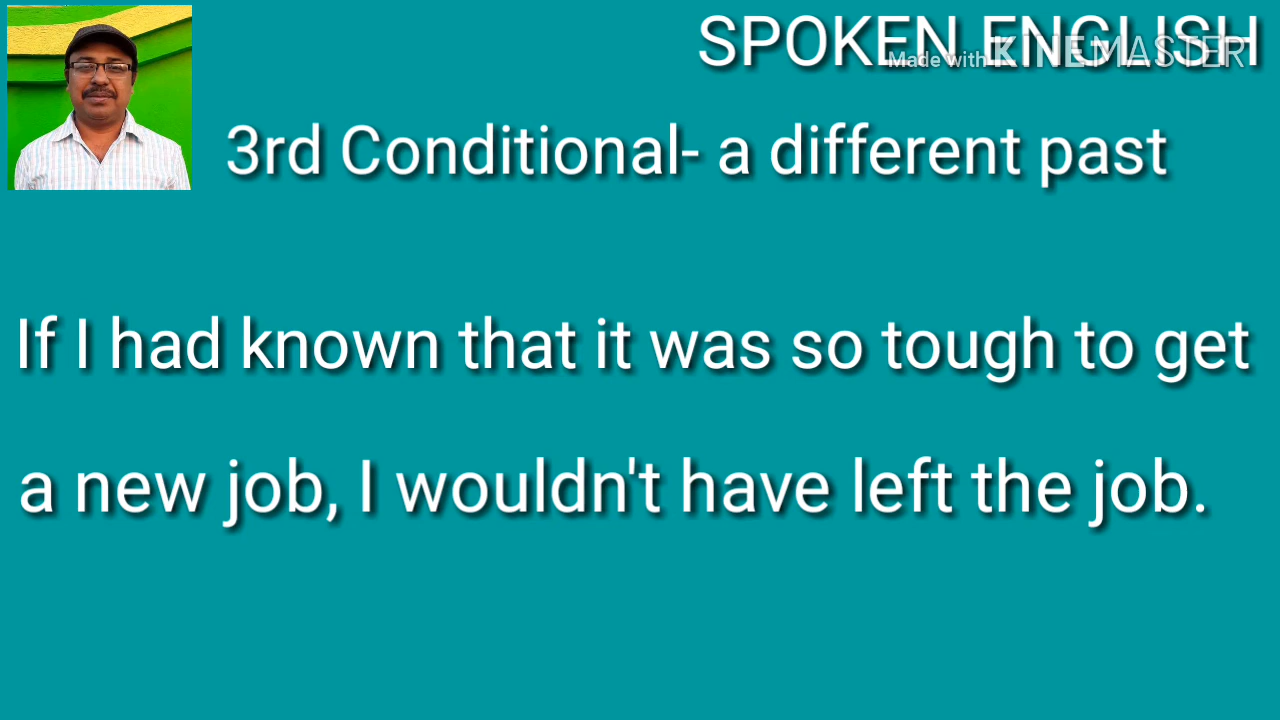 SPOKEN ENGLISH
Made with KINEMASTER
3rd Conditional- a different past
If I had known that it was so tough to get
a new job, I wouldn't have left the job.